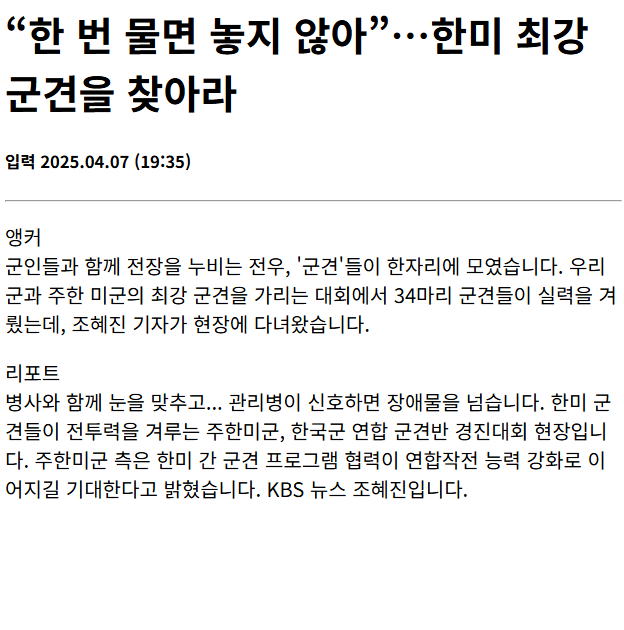 “한 번 물면 놓지 않아”…한미 최강
군견을 찾아라
입력 2025.04.07 (19:35)
앵커
군인들과 함께 전장을 누비는 전우, '군견'들이 한자리에 모였습니다. 우리
군과 주한 미군의 최강 군견을 가리는 대회에서 34마리 군견들이 실력을 겨
뤘는데, 조혜진 기자가 현장에 다녀왔습니다.
리포트
병사와 함께 눈을 맞추고... 관리병이 신호하면 장애물을 넘습니다. 한미 군
견들이 전투력을 겨루는 주한미군, 한국군 연합 군견반 경진대회 현장입니
다. 주한미군 측은 한미 간 군견 프로그램 협력이 연합작전 능력 강화로 이
어지길 기대한다고 밝혔습니다. KBS 뉴스 조혜진입니다.